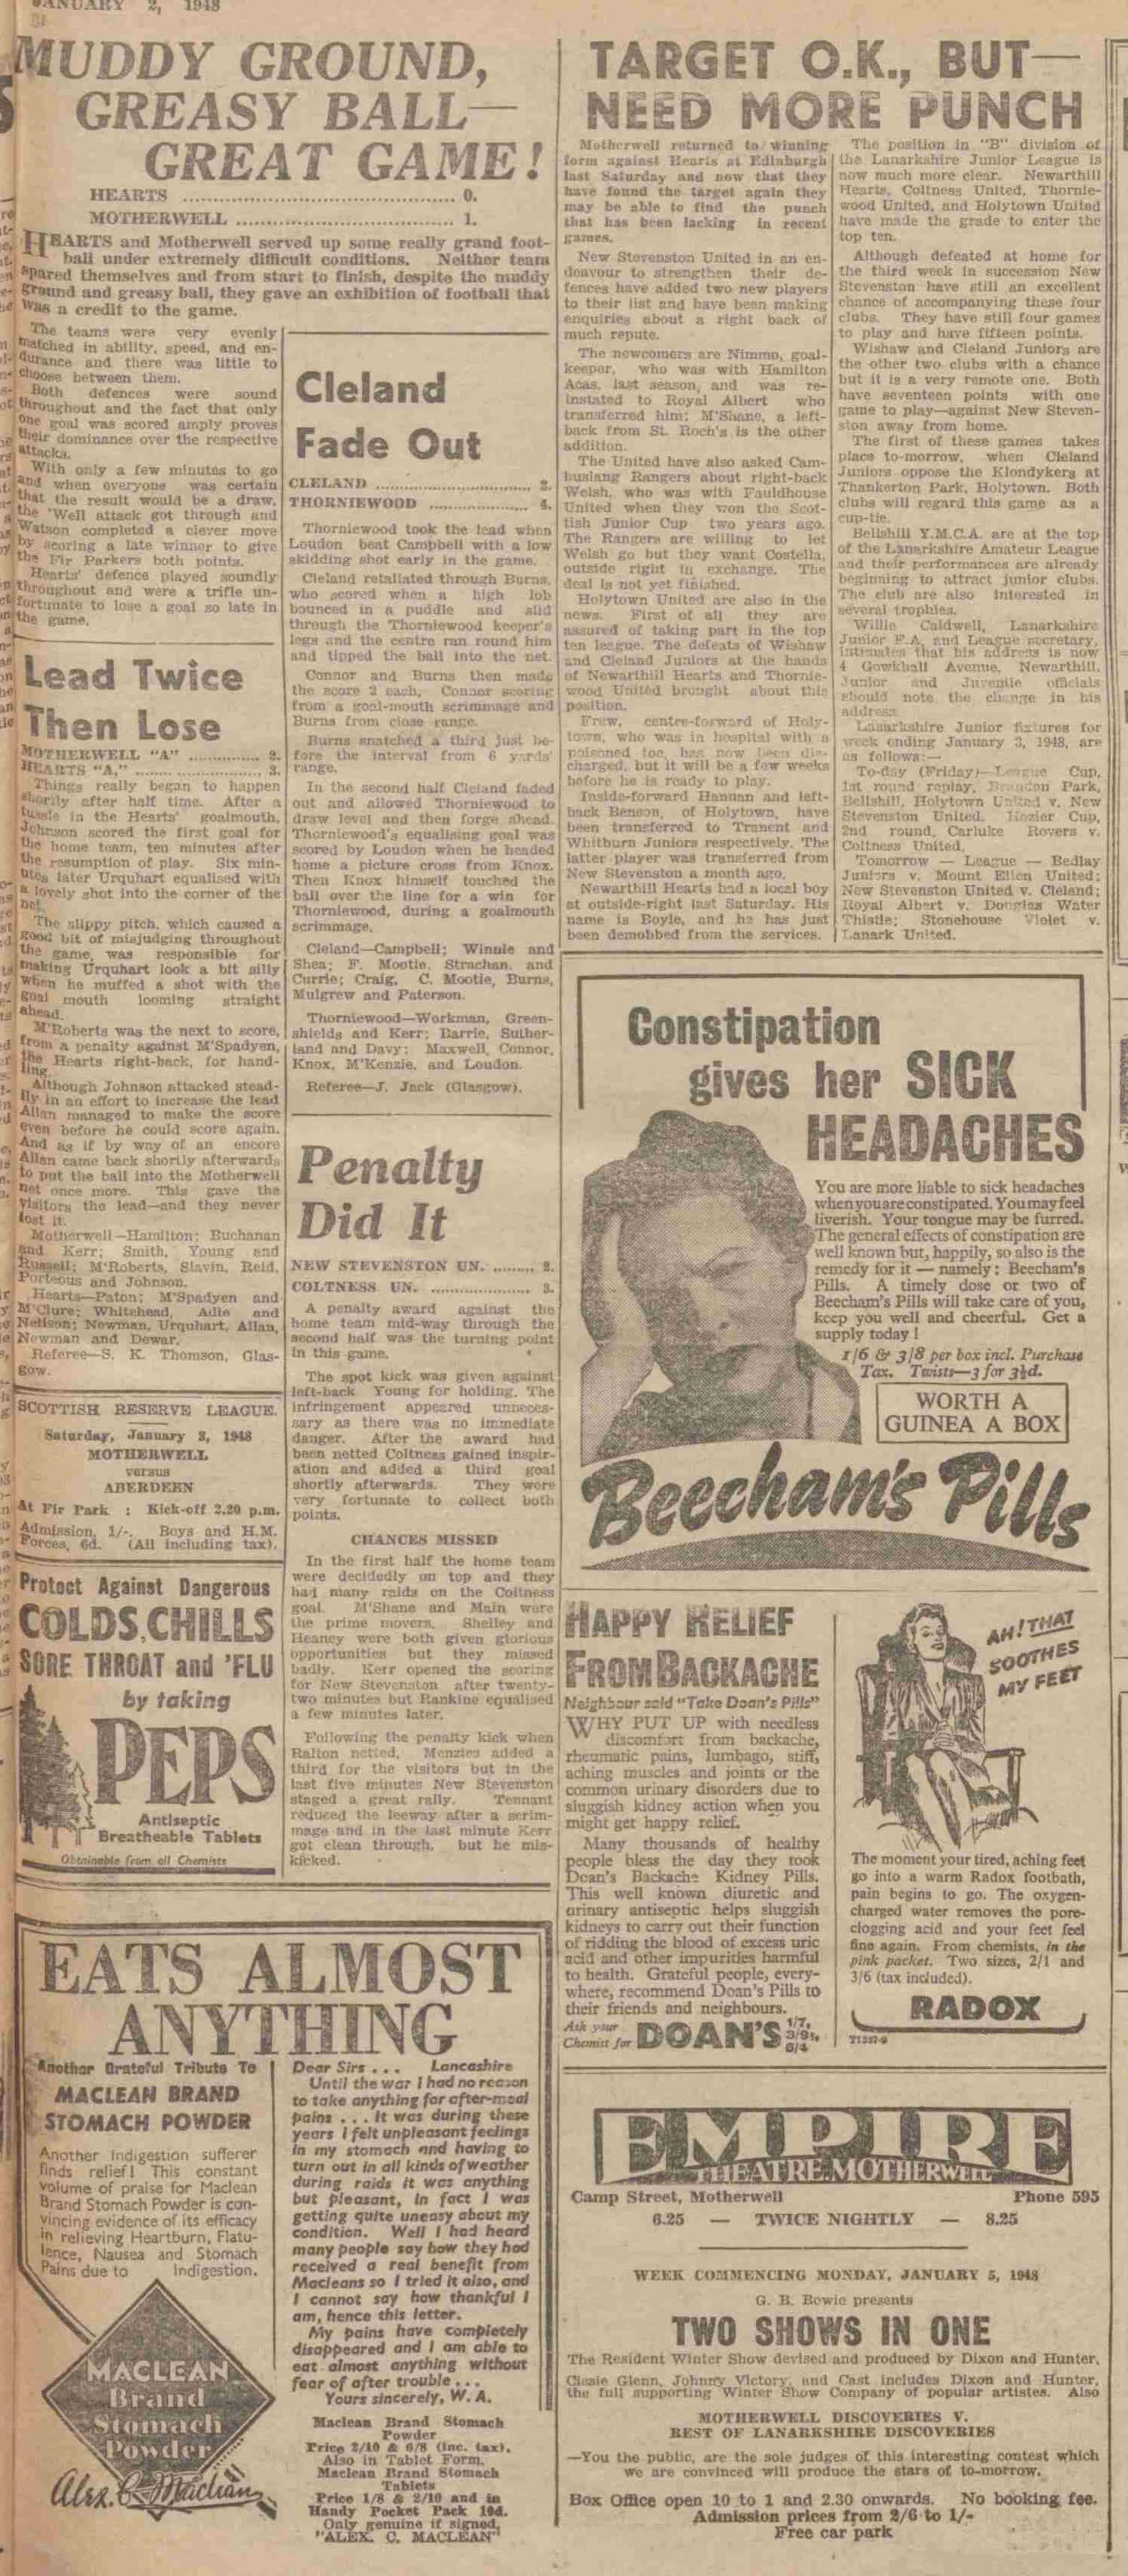 JANUARY 2, 1948
MUDDY GROUND,
GREASY BALL—
GREAT GAME!
HEARTS ........ 0.
MOTHERWELL ........ 1.
HEARTS and Motherwell served up some really grand foot-
ball under extremely difficult conditions. Neither team
spared themselves and from start to finish, despite the muddy
ground and greasy ball, they gave an exhibition of football that
was a credit to the game.
The teams were very evenly
matched in ability, speed, and en-
durance and there was little to
choose between them.
Both defences were sound
throughout and the fact that only
one goal was scored amply proves
their dominance over the respective
attacks.
With only a few minutes to go
and when everyone was certain
that the result would be a draw,
the 'Well attack got through and
Watson completed a clever move
by scoring a late winner to give
the Fir Parkers both points.
Hearts' defence played soundly
throughout and were a trifle un-
fortunate to lose a goal so late in
the game.
Lead Twice
Then Lose
MOTHERWELL "A" ........ 2.
HEARTS "A," ........ 3.
Things really began to happen
shortly after half time. After a
tussle in the Hearts' goalmouth,
Johnson scored the first goal for
the home team, ten minutes after
the resumption of play. Six min-
utes later Urquhart equalised with
a lovely shot into the corner of the
net.
The slippy pitch, which caused a
good bit of misjudging throughout
the game, was responsible for
making Urquhart look a bit silly
when he muffed a shot with the
goal mouth looming straight
ahead.
M'Roberts was the next to score,
from a penalty against M'Spadyen,
the Hearts right-back, for hand-
ling.
Although Johnson attacked stead-
ily in an effort to increase the lead
Allan managed to make the score
even before he could score again.
And as if by way of an encore
Allan came back shortly afterwards
to put the ball into the Motherwell
net once more. This gave the
visitors the lead—and they never
lost it.
Motherwell—Hamilton; Buchanan
and Kerr; Smith, Young and
Russell; M'Roberts, Slavin, Reid,
Porteous and Johnson.
Hearts—Paton; M'Spadyen and
M'Clure; Whitehead, Adie and
Neilson; Newman, Urquhart, Allan,
Newman and Dewar.
Referee—S. K. Thomson, Glas-
gow.
SCOTTISH RESERVE LEAGUE.
Saturday, January 3, 1948
MOTHERWELL
versus
ABERDEEN
At Fir Park : Kick-off 2.20 p.m.
Admission, 1/-. Boys and H.M.
Forces, 6d. (All including tax).
Protect Against Dangerous
COLDS, CHILLS
SORE THROAT and 'FLU
by taking
PEPS
Antiseptic
Breatheable Tablets
Obtainable from all Chemists
Cleland
Fade Out
CLELAND ........ 3.
THORNIEWOOD ........ 4.
Thorniewood took the lead when
Loudon beat Campbell with a low
skidding shot early in the game.
Cleland retaliated through Burns,
who scored when a high lob
bounced in a puddle and slid
through the Thorniewood keeper's
legs and the centre ran round him
and tipped the ball into the net.
Connor and Burns then made
the score 2 each, Connor scoring
from a goal-mouth scrimmage and
Burns from close range.
Burns snatched a third just be-
fore the interval from 6 yards'
range.
In the second half Cleland faded
out and allowed Thorniewood to
draw level and then forge ahead.
Thorniewood's equalising goal was
scored by Loudon when he headed
home a picture cross from Knox.
Then Knox himself touched the
ball over the line for a win for
Thorniewood, during a goalmouth
scrimmage.
Cleland—Campbell; Winnie and
Shea; F. Mootie, Strachan, and
Currie; Craig, C. Mootie, Burns,
Mulgrew and Paterson.
Thorniewood—Workman, Green-
shields and Kerr; Barrie, Suther-
land and Davy; Maxwell, Connor,
Knox, M'Kenzie, and Loudon.
Referee—J. Jack (Glasgow).
Penalty
Did It
NEW STEVENSTON UN. ........ 2.
COLTNESS UN. ........ 3.
A penalty award against the
home team mid-way through the
second half was the turning point
in this game.
The spot kick was given against
left-back Young for holding. The
infringement appeared unneces-
sary as there was no immediate
danger. After the award had
been netted Coltness gained inspir-
ation and added a third goal
shortly afterwards. They were
very fortunate to collect both
points.
CHANCES MISSED
In the first half the home team
were decidedly on top and they
had many raids on the Coltness
goal. M'Shane and Main were
the prime movers. Shelley and
Heaney were both given glorious
opportunities but they missed
badly. Kerr opened the scoring
for New Stevenston after twenty-
two minutes but Rankine equalised
a few minutes later.
Following the penalty kick when
Ralton netted, Menzies added a
third for the visitors but in the
last five minutes New Stevenston
staged a great rally. Tennant
reduced the leeway after a scrim-
mage and in the last minute Kerr
got clean through, but he mis-
kicked.
EATS ALMOST
ANYTHING
Another Grateful Tribute To
MACLEAN BRAND
STOMACH POWDER
Another Indigestion sufferer
finds relief! This constant
volume of praise for Maclean
Brand Stomach Powder is con-
vincing evidence of its efficacy
in relieving Heartburn, Flatu-
lence, Nausea and Stomach
Pains due to Indigestion.
MACLEAN
Brand
Stomach
Powder
Alex. C. Maclean
Dear Sirs ... Lancashire
Until the war I had no reason
to take anything for after-meal
pains ... It was during these
years I felt unpleasant feelings
in my stomach and having to
turn out in all kinds of weather
during raids it was anything
but pleasant, in fact I was
getting quite uneasy about my
condition. Well I had heard
many people say how they had
received a real benefit from
Macleans so I tried it also, and
I cannot say how thankful I
am, hence this letter.
My pains have completely
disappeared and I am able to
eat almost anything without
fear of after trouble ...
Yours sincerely, W. A.
Maclean Brand Stomach
Powder
Price 2/10 & 6/8 (inc. tax).
Also in Tablet Form.
Maclean Brand Stomach
Tablets
Price 1/8 & 2/10 and in
Handy Pocket Pack 10d.
Only genuine if signed,
"ALEX. C. MACLEAN"
TARGET O.K., BUT—
NEED MORE PUNCH
Motherwell returned to winning
form against Hearts at Edinburgh
last Saturday and now that they
have found the target again they
may be able to find the punch
that has been lacking in recent
games.
New Stevenston United in an en-
deavour to strengthen their de-
fences have added two new players
to their list and have been making
enquiries about a right back of
much repute.
The newcomers are Nimmo, goal-
keeper, who was with Hamilton
Acas. last season, and was re-
instated to Royal Albert who
transferred him; M'Shane, a left-
back from St. Roch's is the other
addition.
The United have also asked Cam-
buslang Rangers about right-back
Welsh, who was with Fauldhouse
United when they won the Scot-
tish Junior Cup two years ago.
The Rangers are willing to let
Welsh go but they want Costella,
outside right in exchange. The
deal is not yet finished.
Holytown United are also in the
news. First of all they are
assured of taking part in the top
ten league. The defeats of Wishaw
and Cleland Juniors at the hands
of Newarthill Hearts and Thornie-
wood United brought about this
position.
Frew, centre-forward of Holy-
town, who was in hospital with a
poisoned toe, has now been dis-
charged, but it will be a few weeks
before he is ready to play.
Inside-forward Hannan and left-
back Benson, of Holytown, have
been transferred to Tranent and
Whitburn Juniors respectively. The
latter player was transferred from
New Stevenston a month ago.
Newarthill Hearts had a local boy
at outside-right last Saturday. His
name is Boyle, and he has just
been demobbed from the services.
The position in "B" division of
the Lanarkshire Junior League is
now much more clear. Newarthill
Hearts, Coltness United, Thornie-
wood United, and Holytown United
have made the grade to enter the
top ten.
Although defeated at home for
the third week in succession New
Stevenston have still an excellent
chance of accompanying these four
clubs. They have still four games
to play and have fifteen points.
Wishaw and Cleland Juniors are
the other two clubs with a chance
but it is a very remote one. Both
have seventeen points with one
game to play—against New Steven-
ston away from home.
The first of these games takes
place to-morrow, when Cleland
Juniors oppose the Klondykers at
Thankerton Park, Holytown. Both
clubs will regard this game as a
cup-tie.
Bellshill Y.M.C.A. are at the top
of the Lanarkshire Amateur League
and their performances are already
beginning to attract junior clubs.
The club are also interested in
several trophies.
Willie Caldwell, Lanarkshire
Junior F.A. and League secretary,
intimates that his address is now
4 Gowkhall Avenue, Newarthill.
Junior and Juvenile officials
should note the change in his
address.
Lanarkshire Junior fixtures for
week ending January 3, 1948, are
as follows:—
To-day (Friday)—League Cup,
1st round replay, Brandon Park,
Bellshill, Holytown United v. New
Stevenston United. Hozier Cup,
2nd round, Carluke Rovers v.
Coltness United.
Tomorrow — League — Bedlay
Juniors v. Mount Ellen United;
New Stevenston United v. Cleland;
Royal Albert v. Douglas Water
Thistle; Stonehouse Violet v.
Lanark United.
Constipation
gives her SICK
HEADACHES
You are more liable to sick headaches
when you are constipated. You may feel
liverish. Your tongue may be furred.
The general effects of constipation are
well known but, happily, so also is the
remedy for it — namely: Beecham's
Pills. A timely dose or two of
Beecham's Pills will take care of you,
keep you well and cheerful. Get a
supply today!
1/6 & 3/8 per box incl. Purchase
Tax. Twists—3 for 3½d.
WORTH A
GUINEA A BOX
Beecham's Pills
HAPPY RELIEF
FROM BACKACHE
Neighbour said "Take Doan's Pills"
WHY PUT UP with needless
discomfort from backache,
rheumatic pains, lumbago, stiff,
aching muscles and joints or the
common urinary disorders due to
sluggish kidney action when you
might get happy relief.
Many thousands of healthy
people bless the day they took
Doan's Backache Kidney Pills.
This well known diuretic and
urinary antiseptic helps sluggish
kidneys to carry out their function
of ridding the blood of excess uric
acid and other impurities harmful
to health. Grateful people, every-
where, recommend Doan's Pills to
their friends and neighbours.
Ask your
Chemist for DOAN'S
AH! THAT
SOOTHES
MY FEET
The moment your tired, aching feet
go into a warm Radox footbath,
pain begins to go. The oxygen-
charged water removes the pore-
clogging acid and your feet feel
fine again. From chemists, in the
pink packet. Two sizes, 2/1 and
3/6 (tax included).
RADOX
EMPIRE
THEATRE, MOTHERWELL
Camp Street, Motherwell Phone 595
6.25 — TWICE NIGHTLY — 8.25
WEEK COMMENCING MONDAY, JANUARY 5, 1948
G. B. Bowie presents
TWO SHOWS IN ONE
The Resident Winter Show devised and produced by Dixon and Hunter.
Cissie Glenn, Johnny Victory, and Cast includes Dixon and Hunter,
the full supporting Winter Show Company of popular artistes. Also
MOTHERWELL DISCOVERIES V.
BEST OF LANARKSHIRE DISCOVERIES
—You the public, are the sole judges of this interesting contest which
we are convinced will produce the stars of to-morrow.
Box Office open 10 to 1 and 2.30 onwards. No booking fee.
Admission prices from 2/6 to 1/-
Free car park